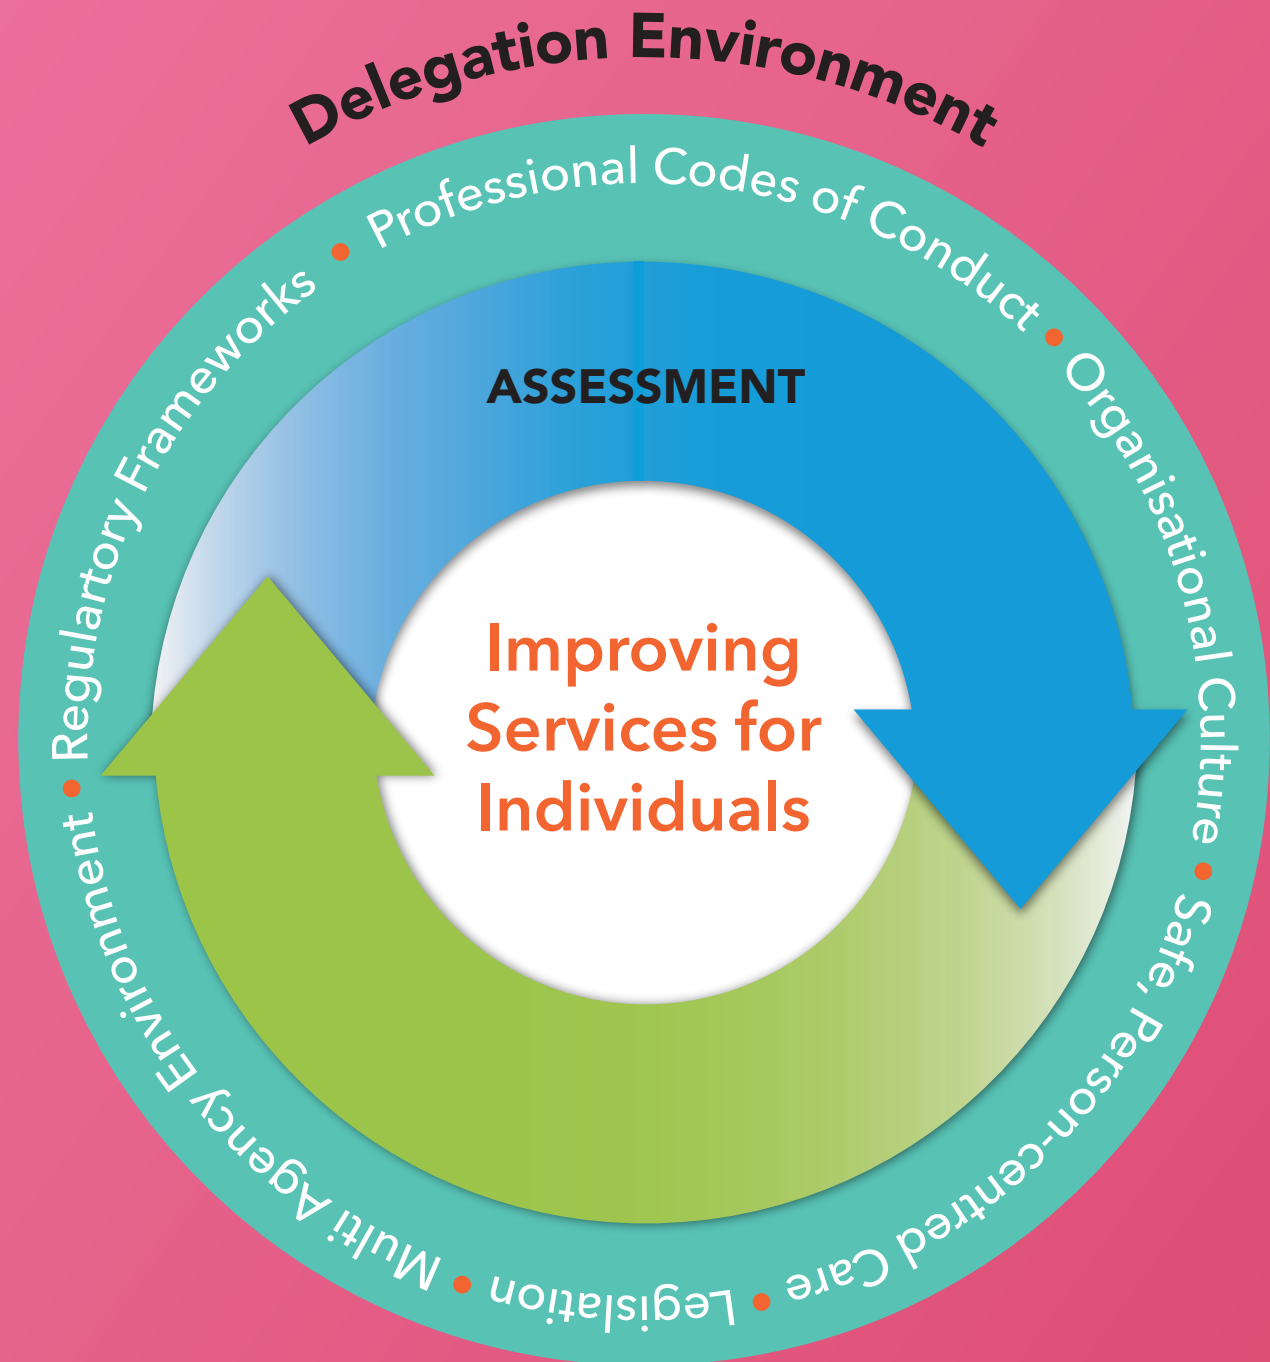 Delegation Environment
Professional Codes of Conduct • Organisational Culture • Safe, Person-centred Care • Legislation • Multi Agency Environment • Regulartory Frameworks •
ASSESSMENT
Improving
Services for
Individuals